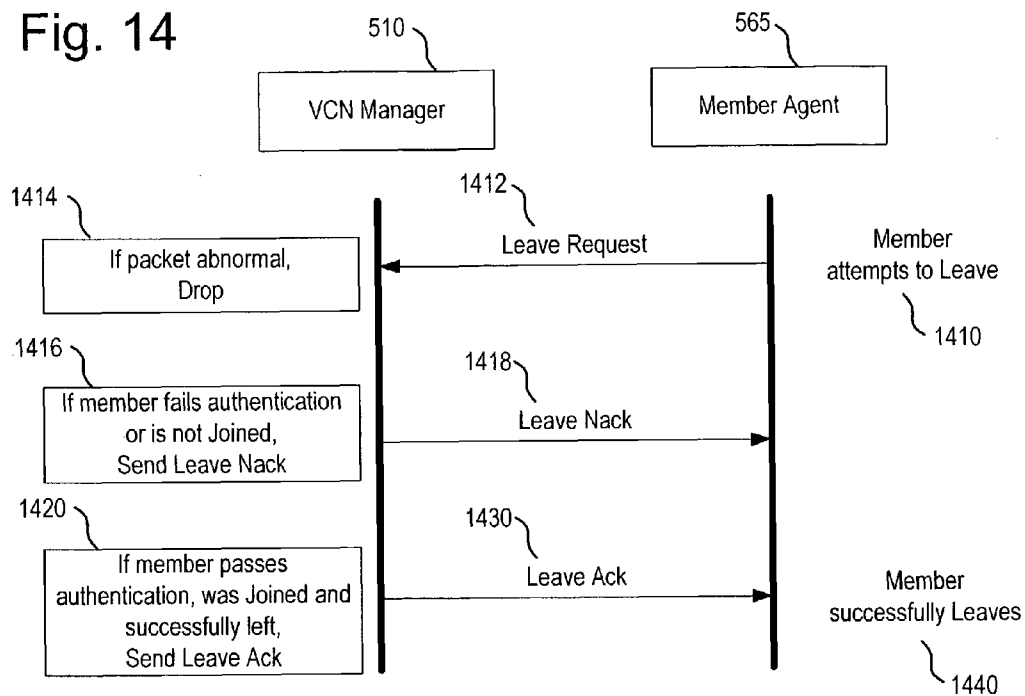 Fig. 14
510
565
VCN Manager
Member Agent
1414
1412
If packet abnormal,
Drop
Leave Request
Member
attempts to Leave
1410
1416
1418
If member fails authentication
or is not Joined,
Send Leave Nack
Leave Nack
1420
1430
If member passes
authentication, was Joined and
successfully left,
Send Leave Ack
Leave Ack
Member
successfully Leaves
1440